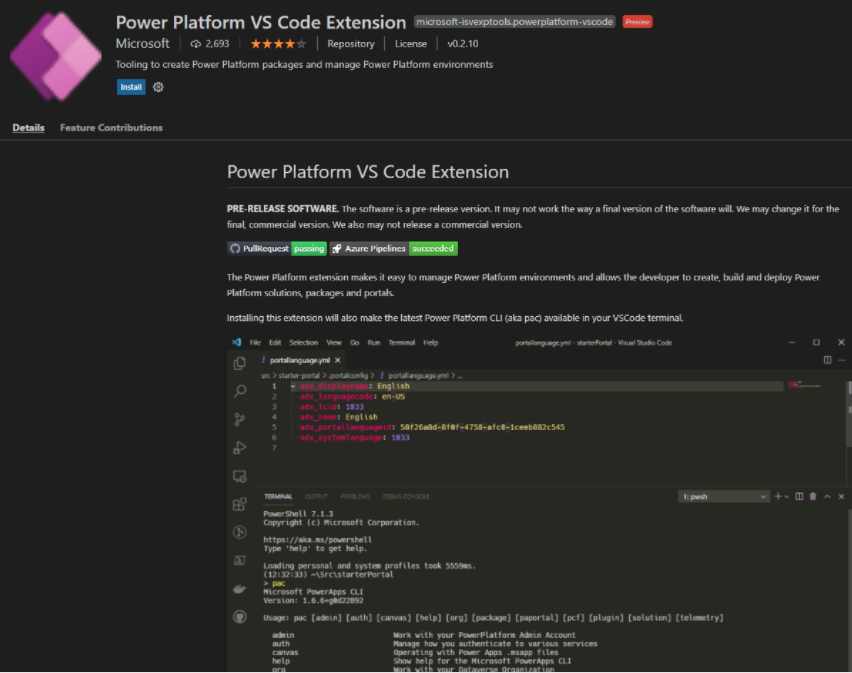 Power Platform VS Code Extension microsoft-isvexptools.powerplatform-vscode Preview
Microsoft 2,693 Repository License v0.2.10
Tooling to create Power Platform packages and manage Power Platform environments
Install
Details Feature Contributions
Power Platform VS Code Extension
PRE-RELEASE SOFTWARE. The software is a pre-release version. It may not work the way a final version of the software will. We may change it for the
final, commercial version. We also may not release a commercial version.
PullRequest passing Azure Pipelines succeeded
The Power Platform extension makes it easy to manage Power Platform environments and allows the developer to create, build and deploy Power
Platform solutions, packages and portals.
Installing this extension will also make the latest Power Platform CLI (aka pac) available in your VSCode terminal.
File Edit Selection View Go Run Terminal Help portallanguage.yml - starterPortal - Visual Studio Code
! portallanguage.yml
src > starter-portal > .portalconfig > ! portallanguage.yml > ...
1 - adx_displayname: English
2 adx_languagecode: en-US
3 adx_lcid: 1033
4 adx_name: English
5 adx_portallanguageid: 50f26a8d-8f0f-4758-afc0-1ceeb882c545
6 adx_systemlanguage: 1033
7
TERMINAL OUTPUT PROBLEMS DEBUG CONSOLE 1: pwsh
PowerShell 7.1.3
Copyright (c) Microsoft Corporation.
https://aka.ms/powershell
Type 'help' to get help.
Loading personal and system profiles took 5559ms.
(12:32:33) ~\Src\starterPortal
> pac
Microsoft PowerApps CLI
Version: 1.6.6+g0d22892
Usage: pac [admin] [auth] [canvas] [help] [org] [package] [paportal] [pcf] [plugin] [solution] [telemetry]
admin Work with your PowerPlatform Admin Account
auth Manage how you authenticate to various services
canvas Operating with Power Apps .msapp files
help Show help for the Microsoft PowerApps CLI
org Work with your Dataverse Organization